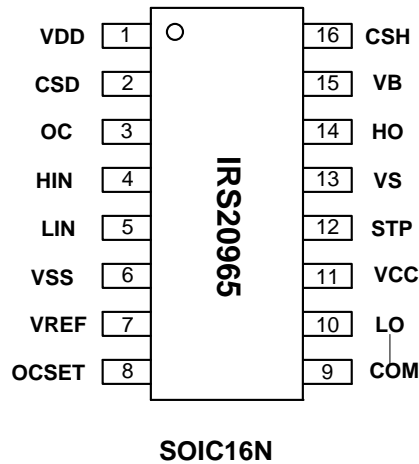 VDD 1 16 CSH
CSD 2 15 VB
OC 3 14 HO
HIN 4 13 VS
LIN 5 12 STP
VSS 6 11 VCC
VREF 7 10 LO
OCSET 8 9 COM
IRS20965
SOIC16N